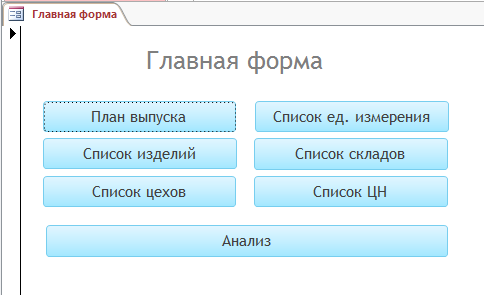 Главная форма
Главная форма
План выпуска
Список ед. измерения
Список изделий
Список складов
Список цехов
Список ЦН
Анализ